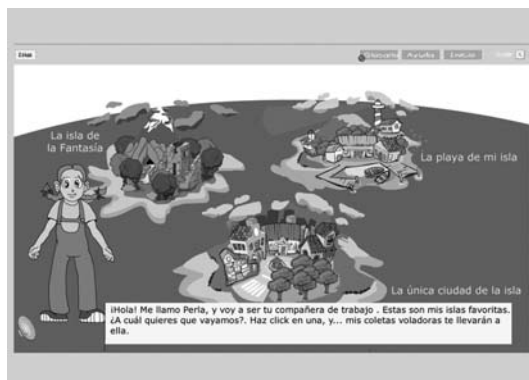 Glosario Ayuda Inicio
La isla de
la Fantasía
La playa de mi isla
La única ciudad de la isla
¡Hola! Me llamo Perla, y voy a ser tu compañera de trabajo . Estas son mis islas favoritas.
¿A cuál quieres que vayamos?. Haz click en una, y... mis coletas voladoras te llevarán a
ella.